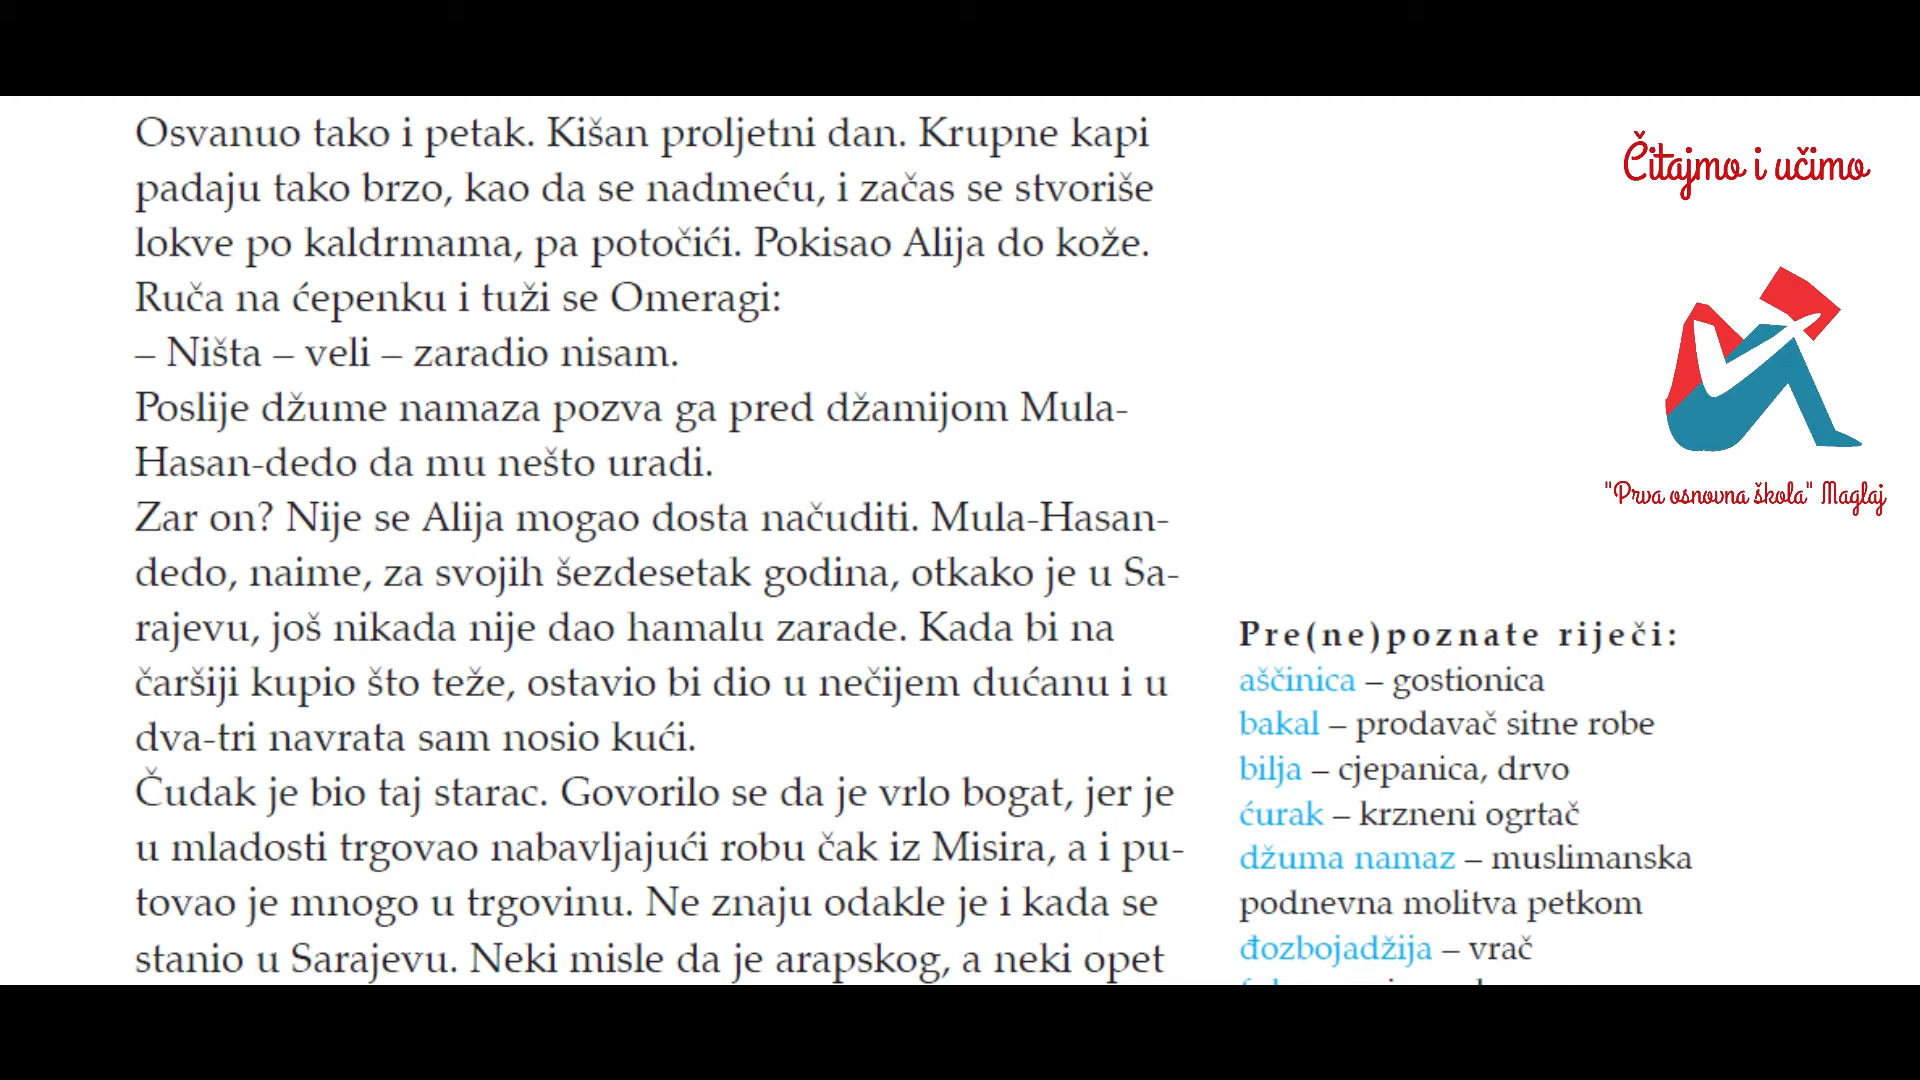 Osvanuo tako i petak. Kišan proljetni dan. Krupne kapi
padaju tako brzo, kao da se nadmeću, i začas se stvoriše
lokve po kaldrmama, pa potočići. Pokisao Alija do kože.
Ruča na ćepenku i tuži se Omeragi:
– Ništa – veli – zaradio nisam.
Poslije džume namaza pozva ga pred džamijom Mula-
Hasan-dedo da mu nešto uradi.
Zar on? Nije se Alija mogao dosta načuditi. Mula-Hasan-
dedo, naime, za svojih šezdesetak godina, otkako je u Sa-
rajevu, još nikada nije dao hamalu zarade. Kada bi na
čaršiji kupio što teže, ostavio bi dio u nečijem dućanu i u
dva-tri navrata sam nosio kući.
Čudak je bio taj starac. Govorilo se da je vrlo bogat, jer je
u mladosti trgovao nabavljajući robu čak iz Misira, a i pu-
tovao je mnogo u trgovinu. Ne znaju odakle je i kada se
stanio u Sarajevu. Neki misle da je arapskog, a neki opet
Čitajmo i učimo
"Prva osnovna škola" Maglaj
Pre(ne)poznate riječi:
aščinica – gostionica
bakal – prodavač sitne robe
bilja – cjepanica, drvo
ćurak – krzneni ogrtač
džuma namaz – muslimanska
podnevna molitva petkom
đozbojadžija – vrač